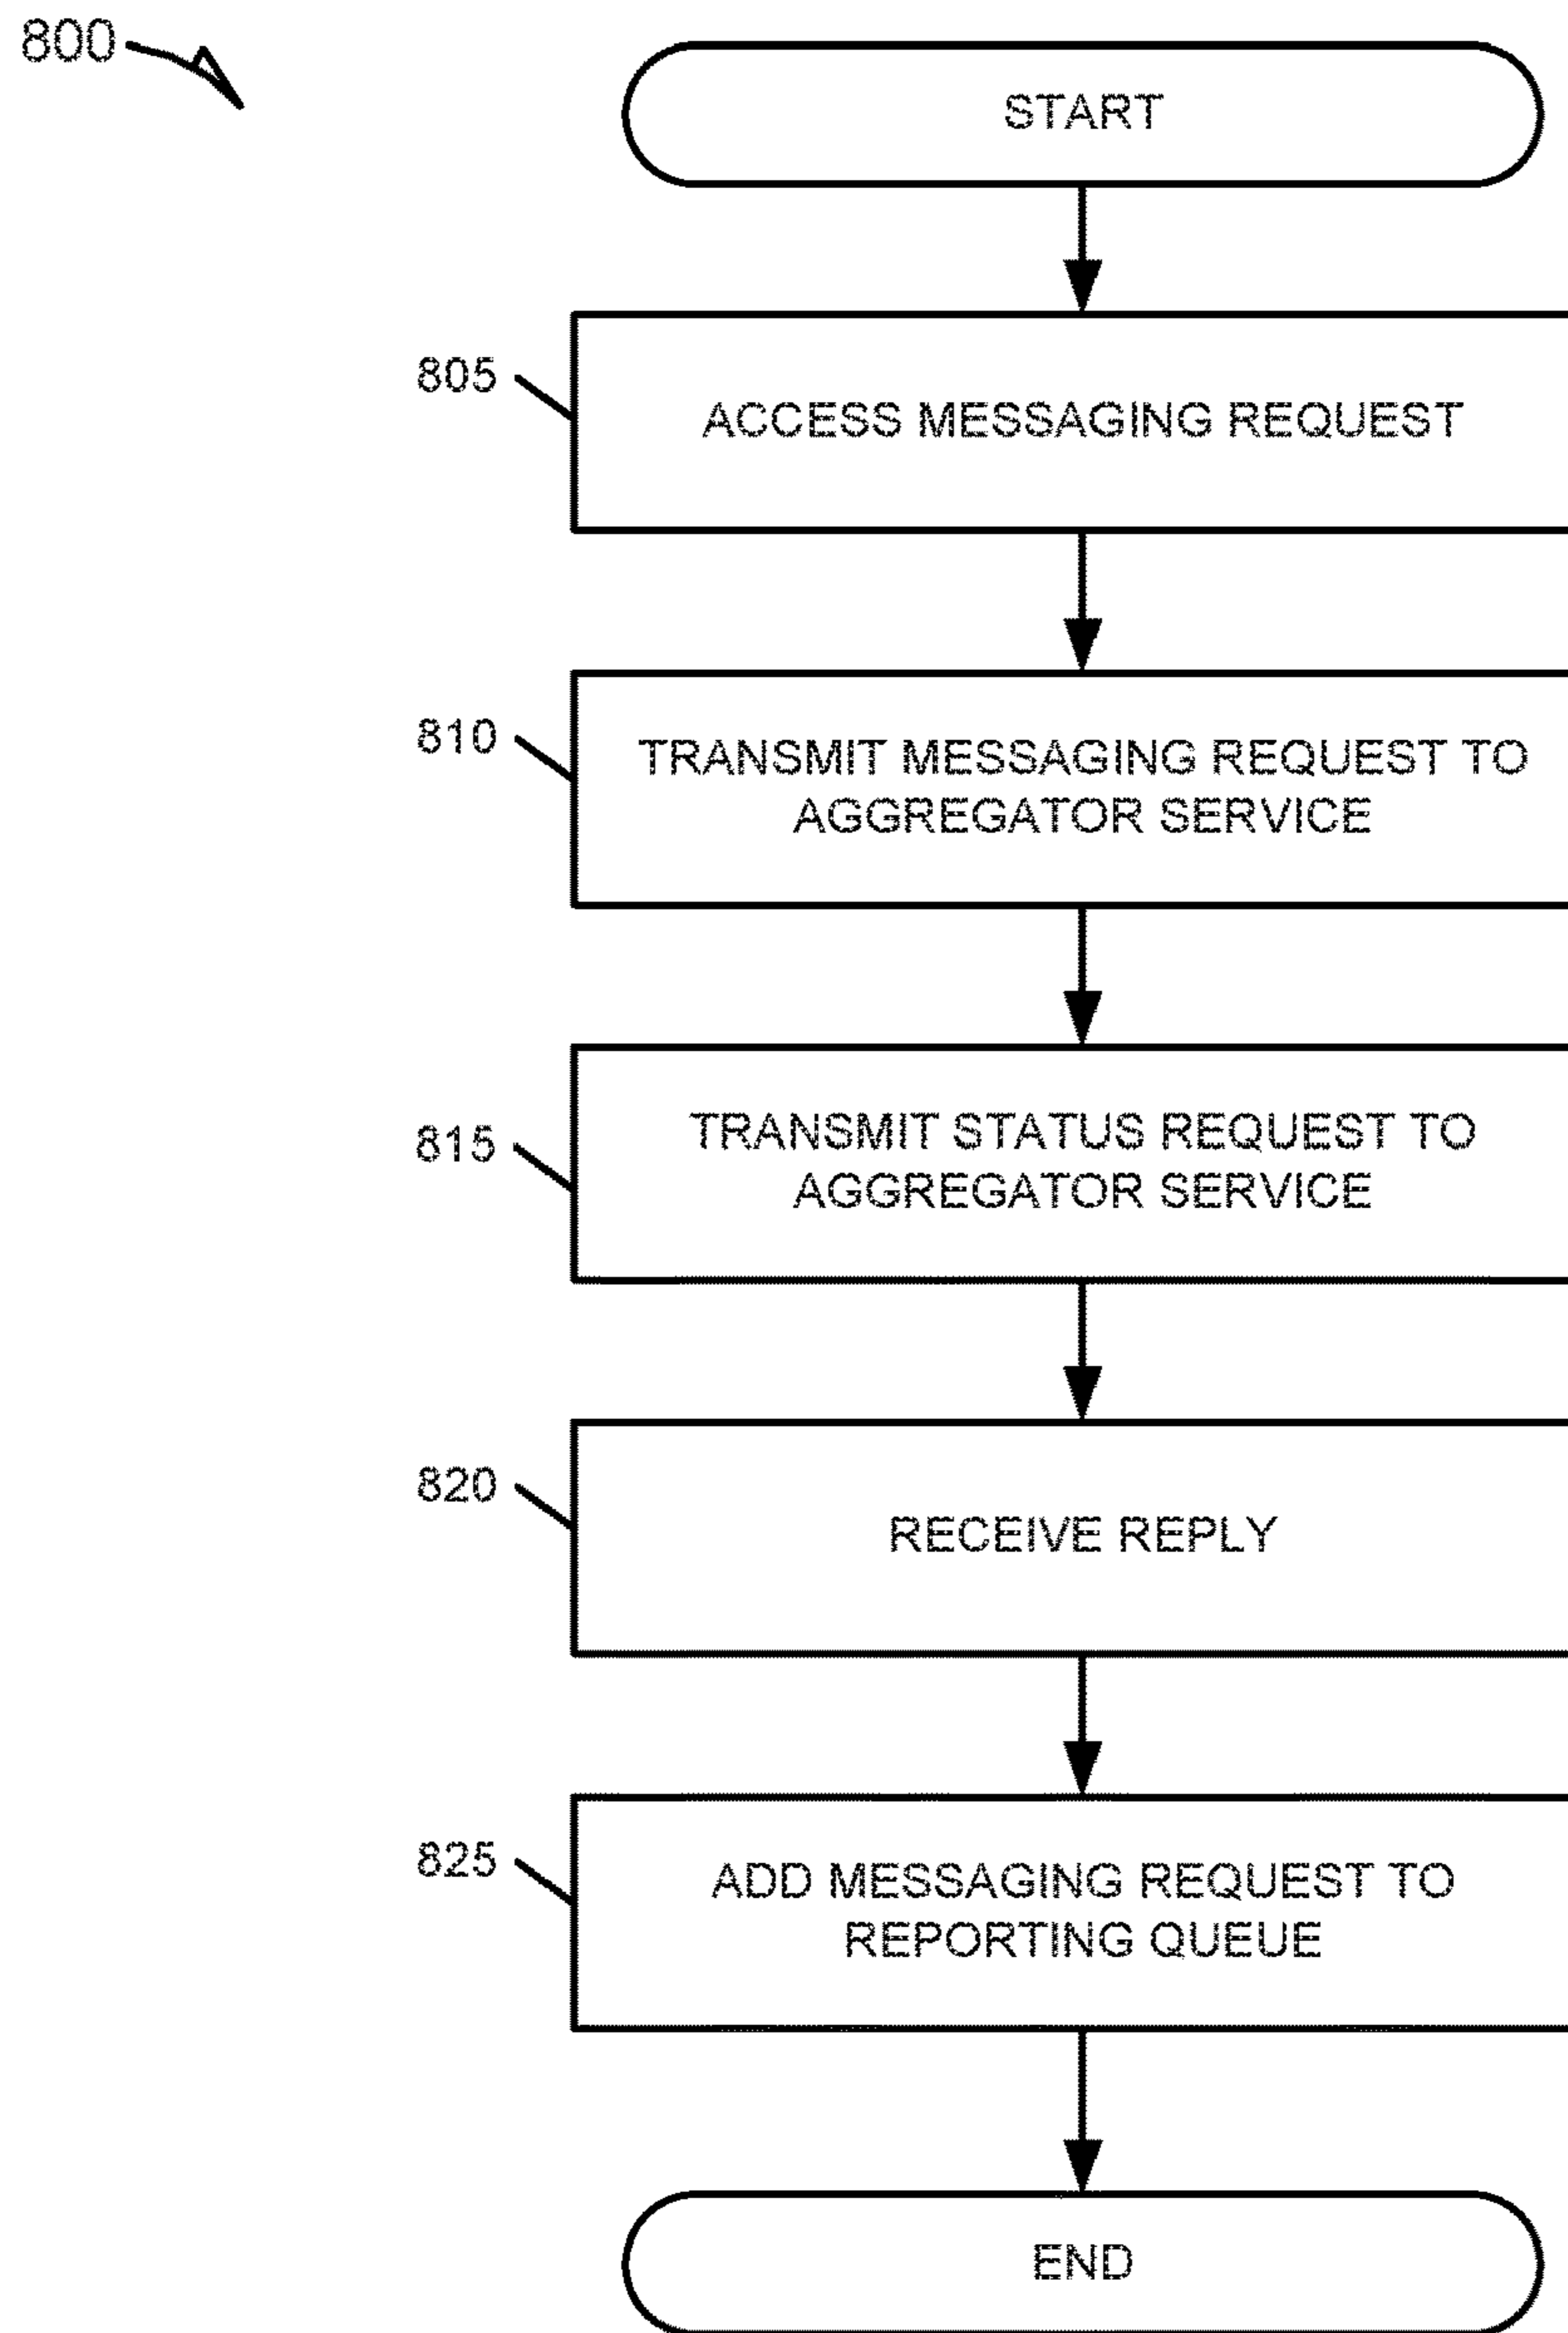 800
START
805
ACCESS MESSAGING REQUEST
810
TRANSMIT MESSAGING REQUEST TO
AGGREGATOR SERVICE
815
TRANSMIT STATUS REQUEST TO
AGGREGATOR SERVICE
820
RECEIVE REPLY
825
ADD MESSAGING REQUEST TO
REPORTING QUEUE
END